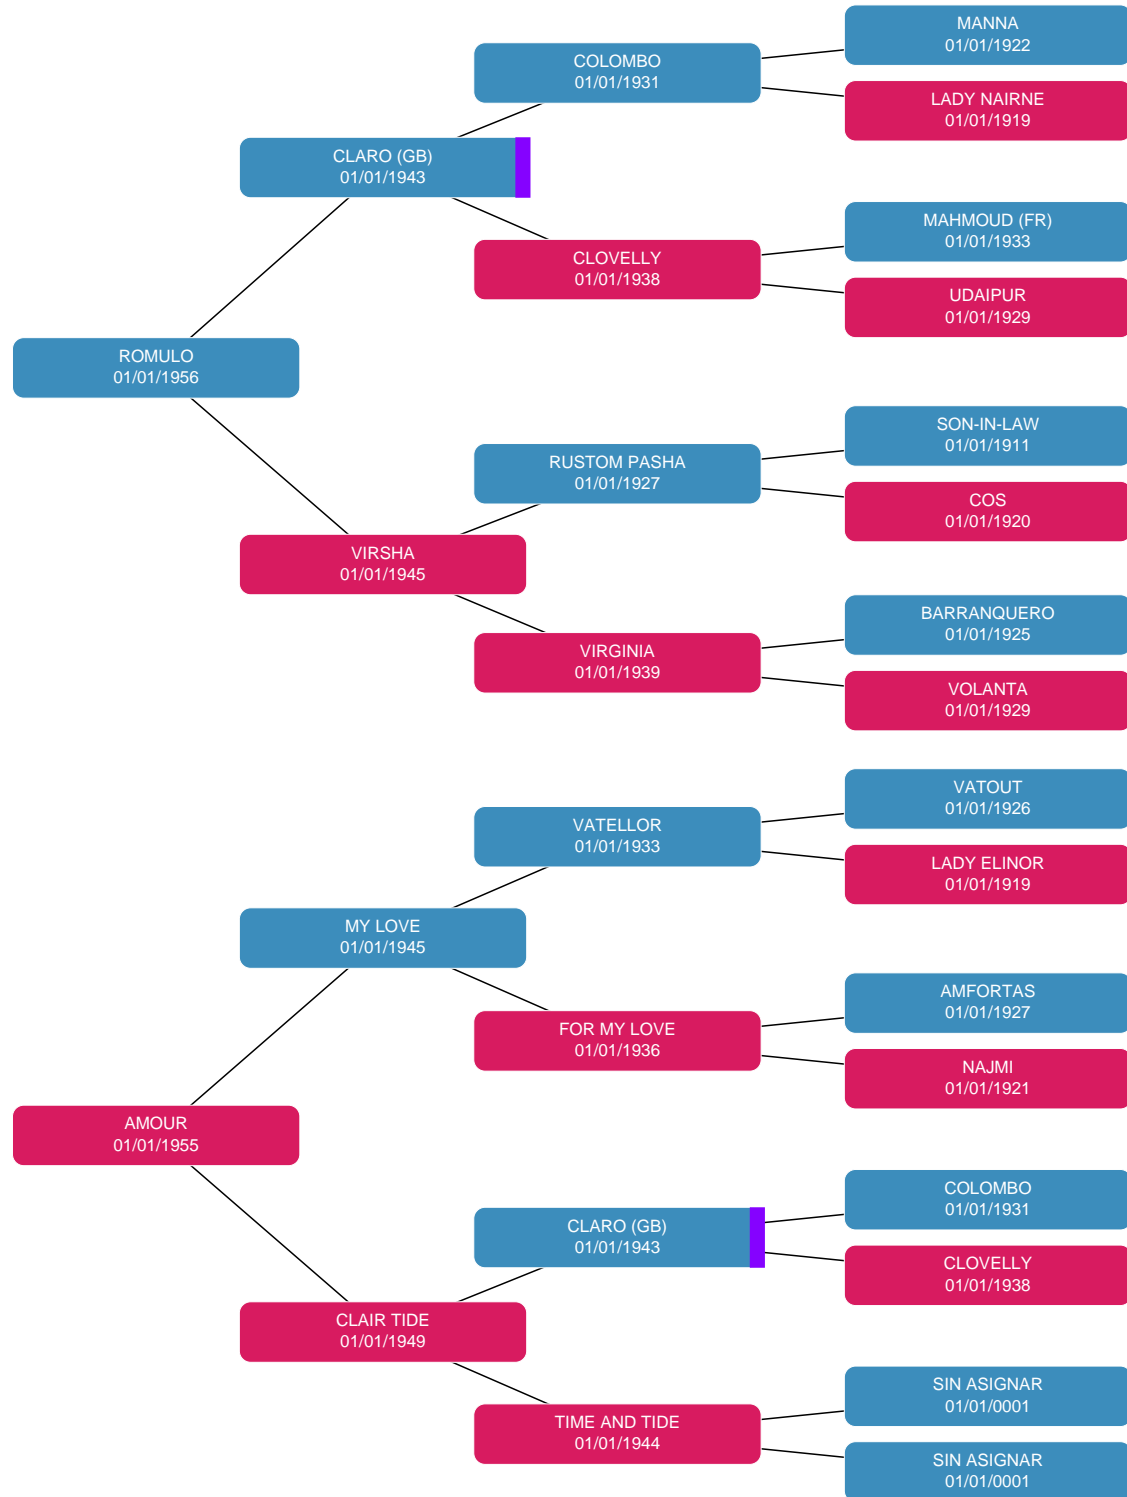 MANNA
01/01/1922
COLOMBO
01/01/1931
LADY NAIRNE
01/01/1919
CLARO (GB)
01/01/1943
MAHMOUD (FR)
01/01/1933
CLOVELLY
01/01/1938
UDAIPUR
01/01/1929
ROMULO
01/01/1956
SON-IN-LAW
01/01/1911
RUSTOM PASHA
01/01/1927
COS
01/01/1920
VIRSHA
01/01/1945
BARRANQUERO
01/01/1925
VIRGINIA
01/01/1939
VOLANTA
01/01/1929
VATOUT
01/01/1926
VATELLOR
01/01/1933
LADY ELINOR
01/01/1919
MY LOVE
01/01/1945
AMFORTAS
01/01/1927
FOR MY LOVE
01/01/1936
NAJMI
01/01/1921
AMOUR
01/01/1955
COLOMBO
01/01/1931
CLARO (GB)
01/01/1943
CLOVELLY
01/01/1938
CLAIR TIDE
01/01/1949
SIN ASIGNAR
01/01/0001
TIME AND TIDE
01/01/1944
SIN ASIGNAR
01/01/0001